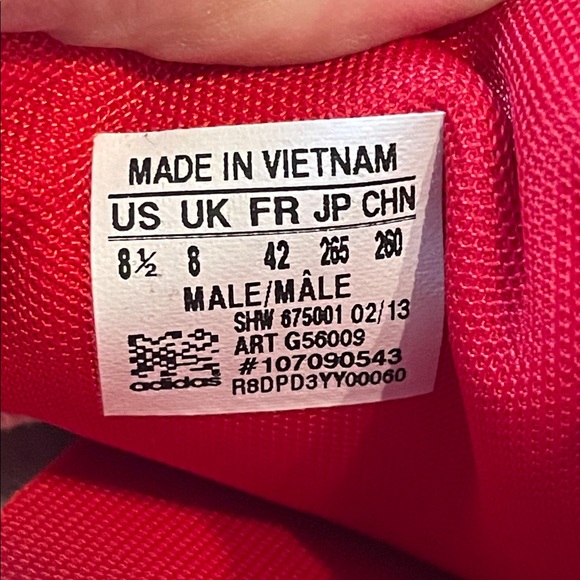 MADE IN VIETNAM
US UK FR JP CHN
8½ 8 42 265 260
MALE/MÂLE
SHW 675001 02/13
ART G56009
#107090543
adidas R8DPD3YY00060